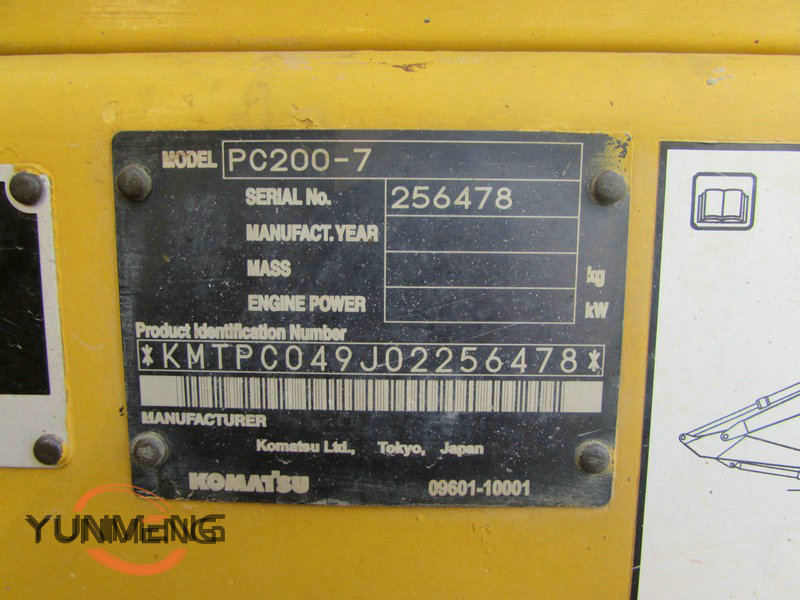 MODEL PC200-7
SERIAL No. 256478
MANUFACT. YEAR
MASS kg
ENGINE POWER kW
Product Identification Number
*KMTPC049J02256478*
MANUFACTURER
Komatsu Ltd., Tokyo, Japan
KOMATSU 09601-10001
YUNMENG